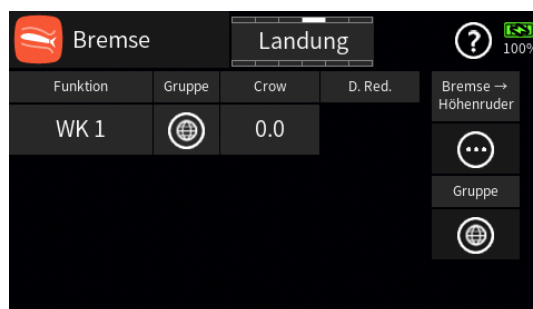 Bremse
Landung
?
100%
Funktion
Gruppe
Crow
D. Red.
Bremse →
Höhenruder
WK 1
0.0
Gruppe